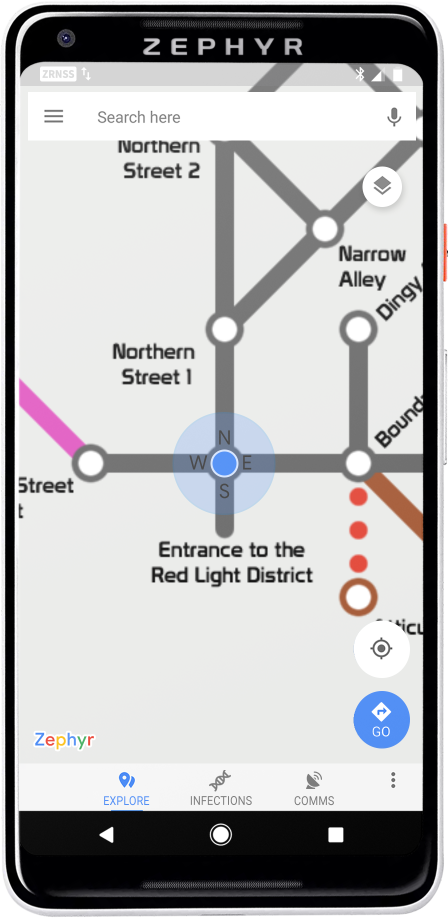 ZEPHYR
ZRNSS
Search here
Northern
Street 2
Narrow
Alley
Dingy
Northern
Street 1
N
W E
S
Street
Entrance to the
Red Light District
Zephyr
GO
EXPLORE INFECTIONS COMMS